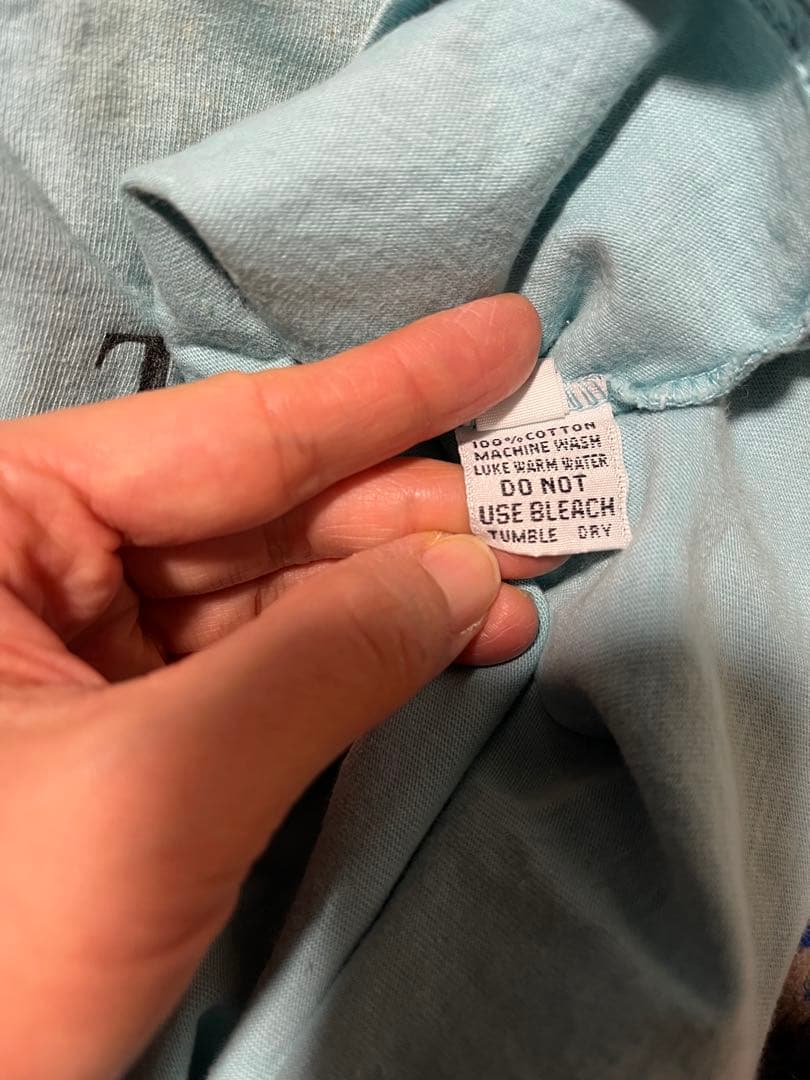 T
100% COTTON
MACHINE WASH
LUKE WARM WATER
DO NOT
USE BLEACH
TUMBLE DRY